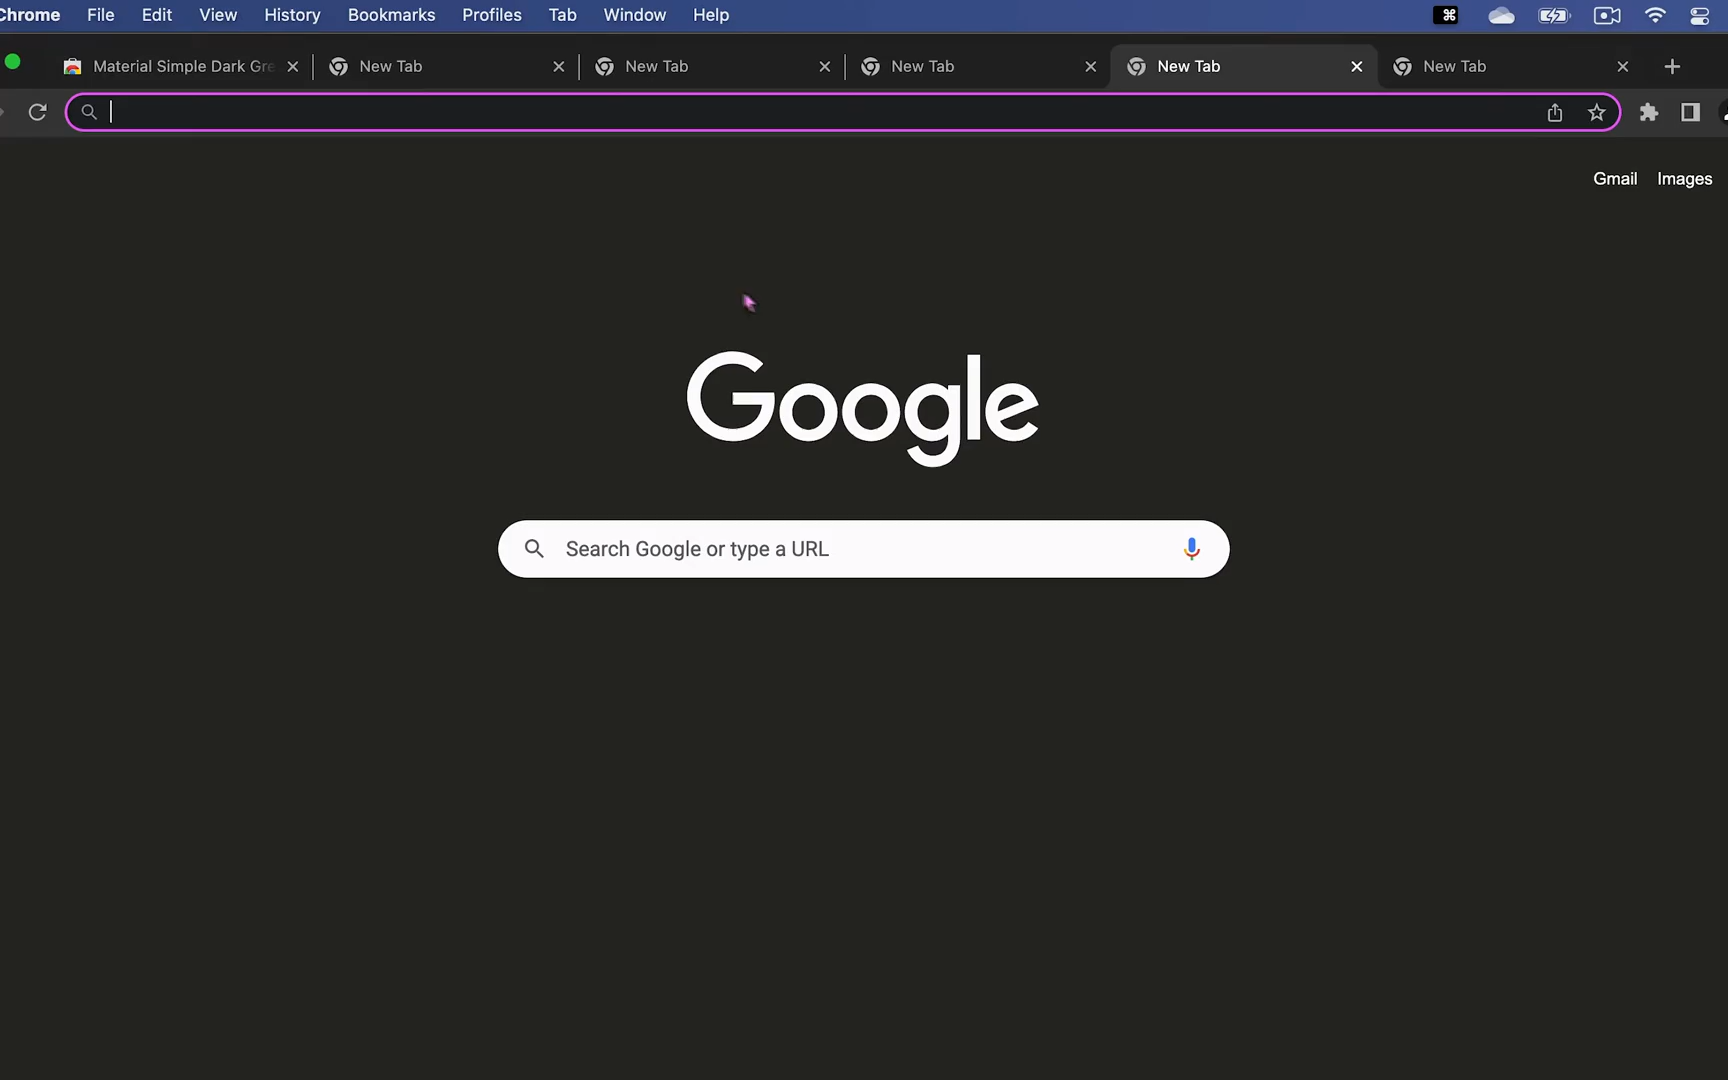 Chrome File Edit View History Bookmarks Profiles Tab Window Help
Material Simple Dark Gre New Tab New Tab New Tab New Tab New Tab
Gmail Images
Google
Search Google or type a URL